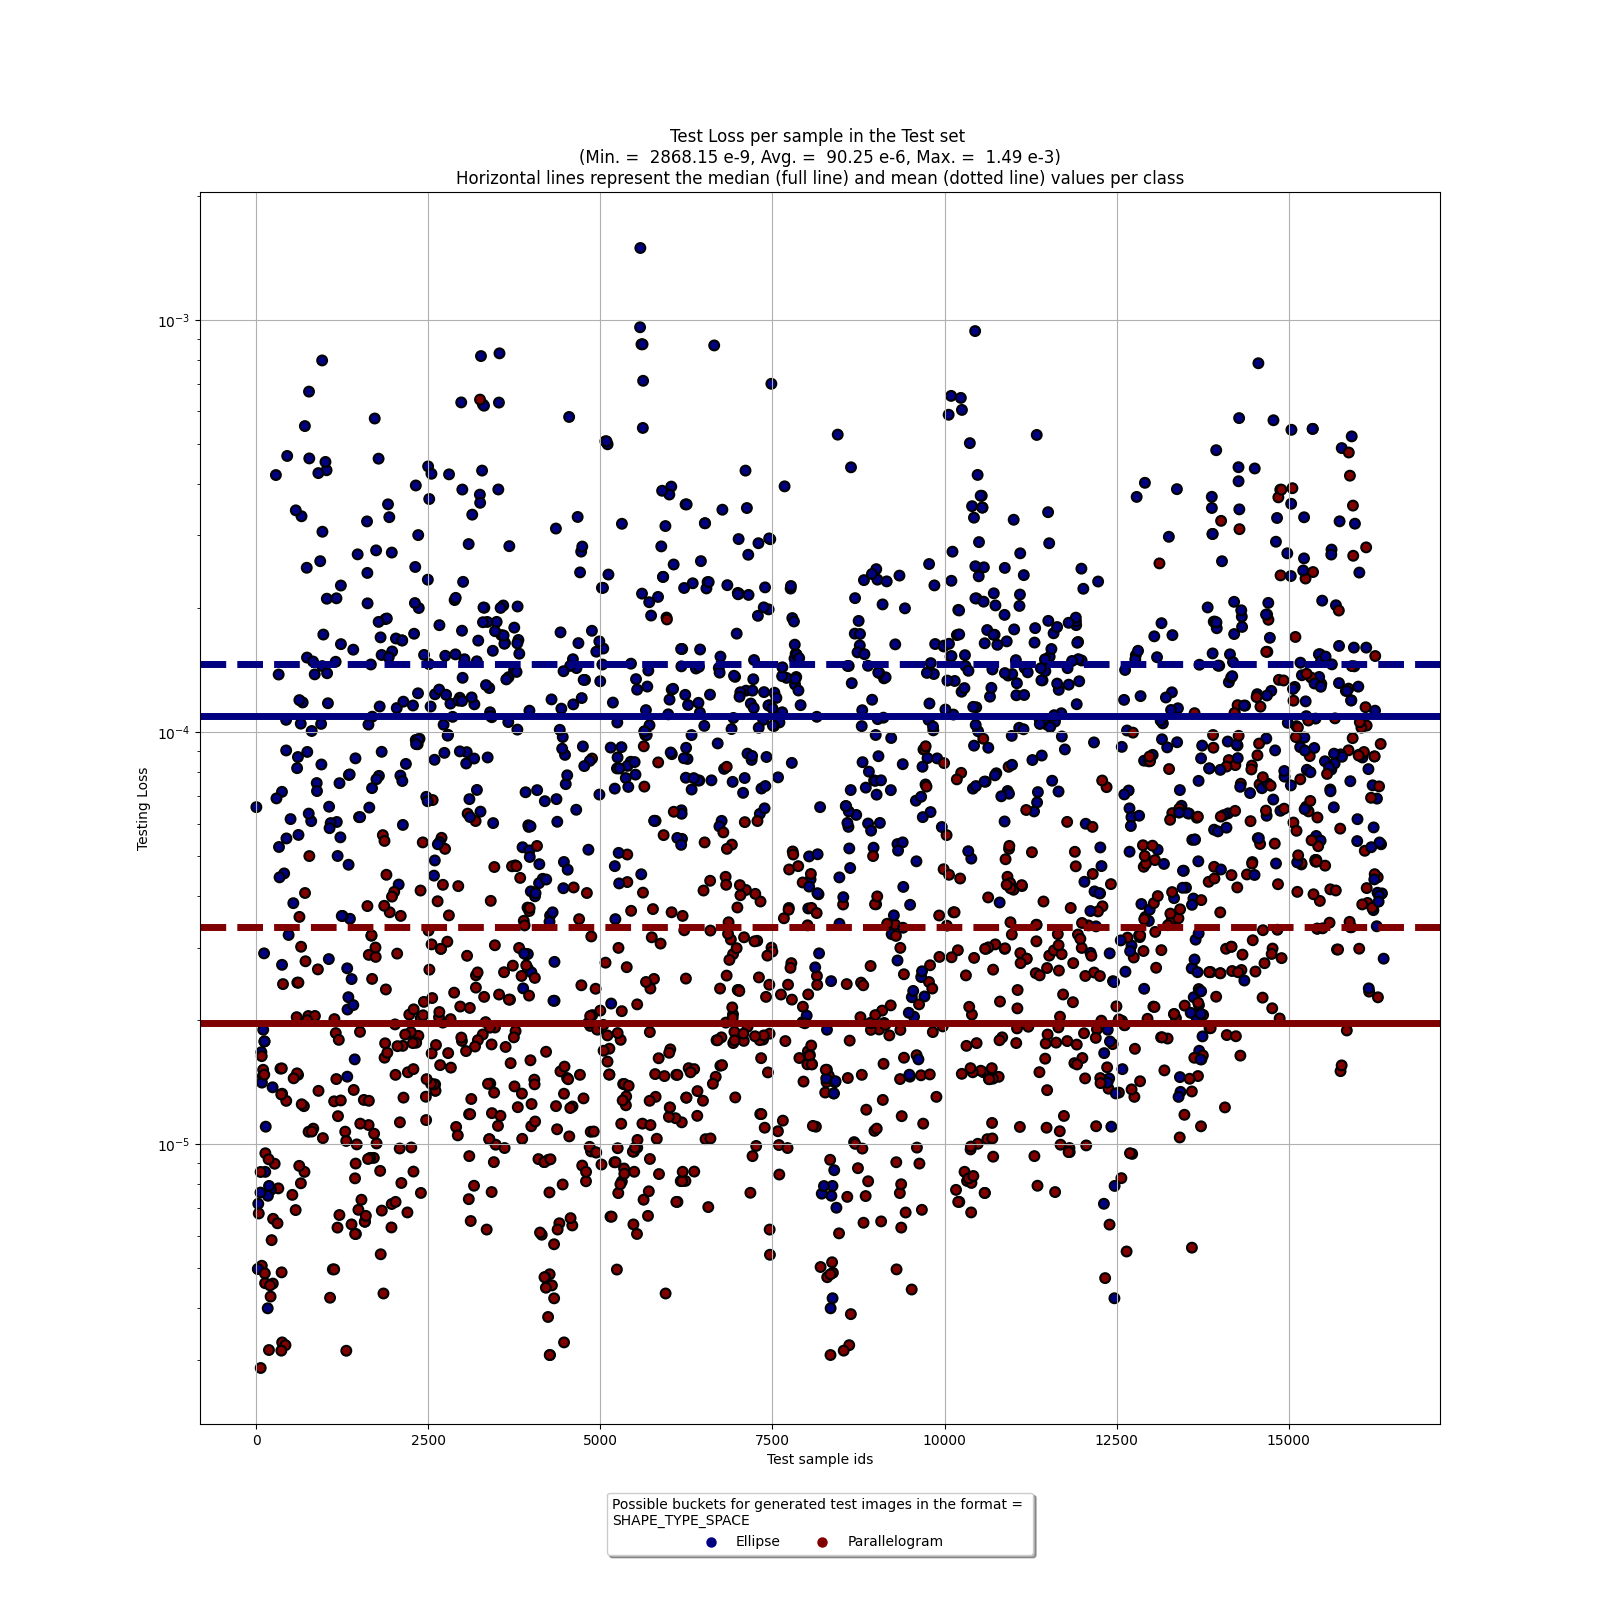 Test Loss per sample in the Test set
(Min. =  2868.15 e-9, Avg. =  90.25 e-6, Max. =  1.49 e-3)
Horizontal lines represent the median (full line) and mean (dotted line) values per class
Testing Loss
10⁻³
10⁻⁴
10⁻⁵
0 2500 5000 7500 10000 12500 15000
Test sample ids
Possible buckets for generated test images in the format =
SHAPE_TYPE_SPACE
Ellipse Parallelogram